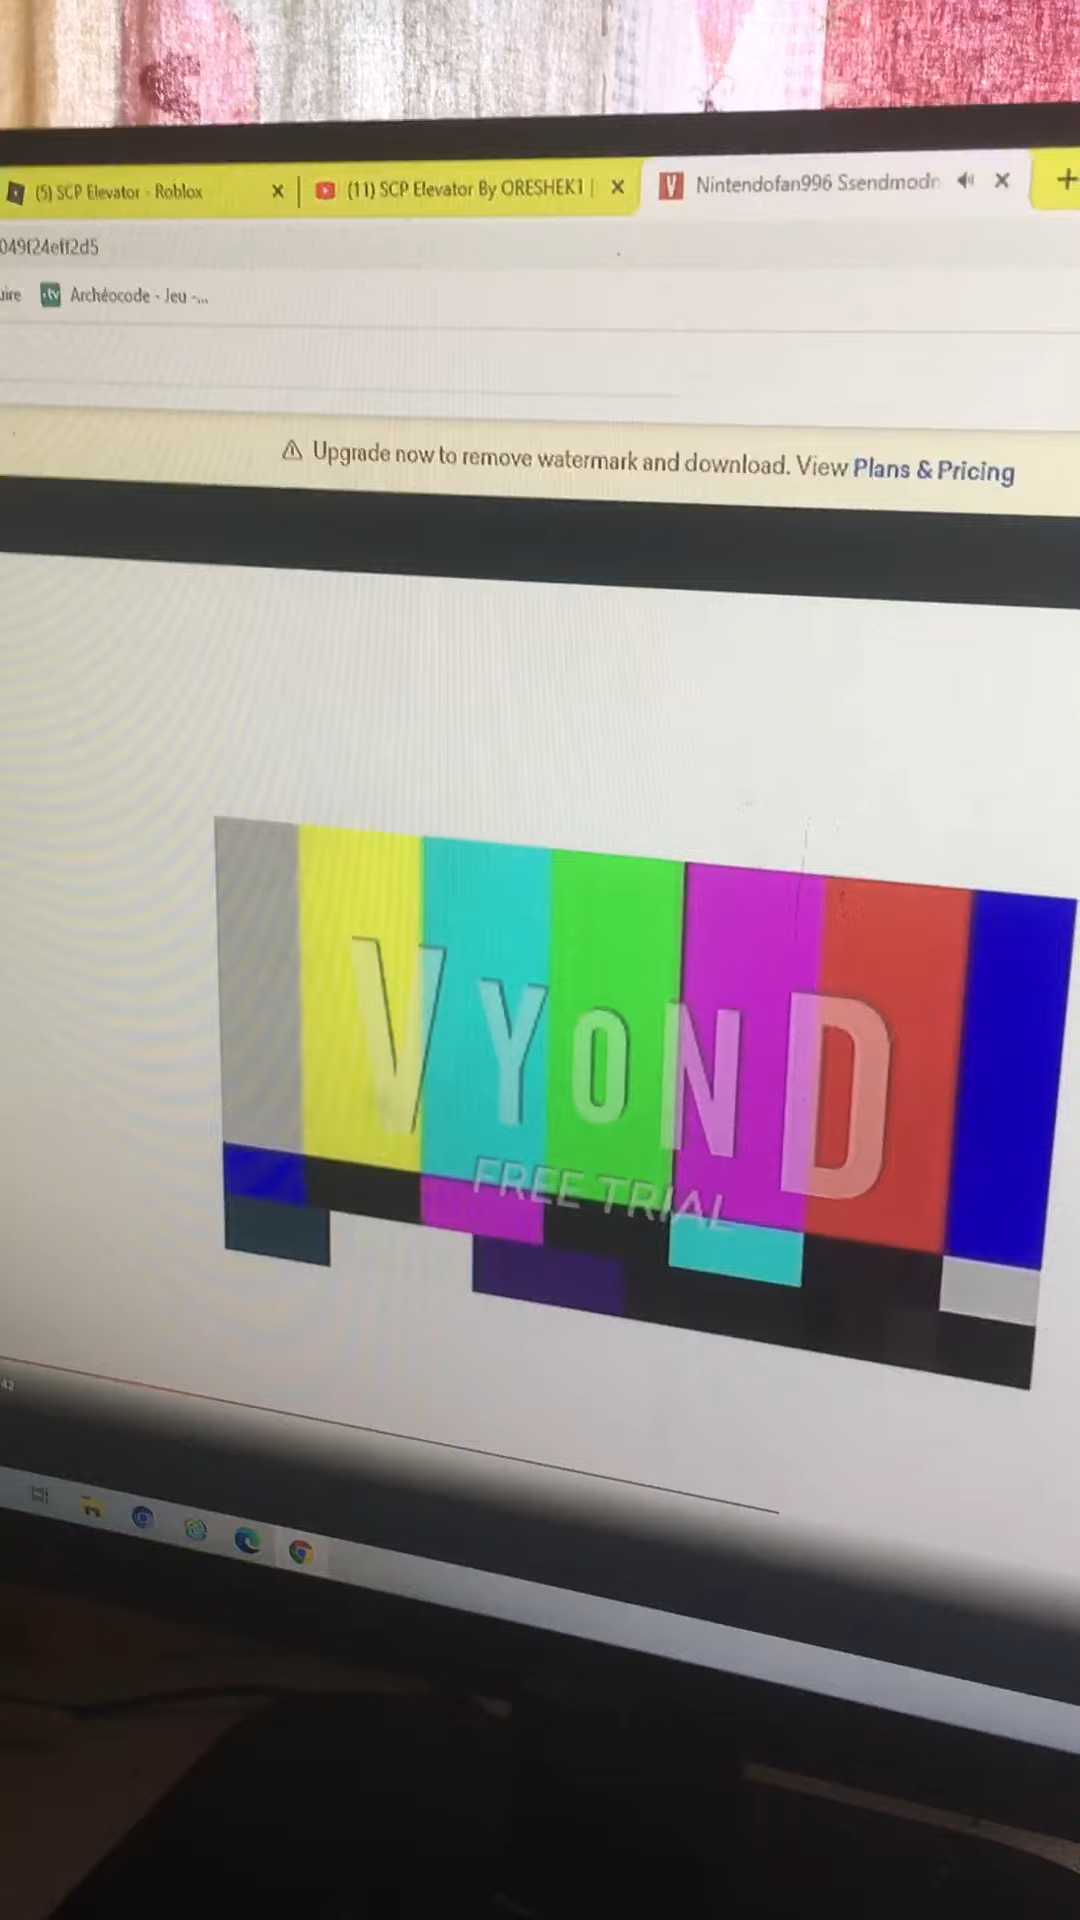 (5) SCP Elevator - Roblox
(11) SCP Elevator By ORESHEK1 |
Nintendofan996 Ssendmodn
049f24eff2d5
Archéocode - Jeu -...
Upgrade now to remove watermark and download. View Plans & Pricing
VYOND
FREE TRIAL
42